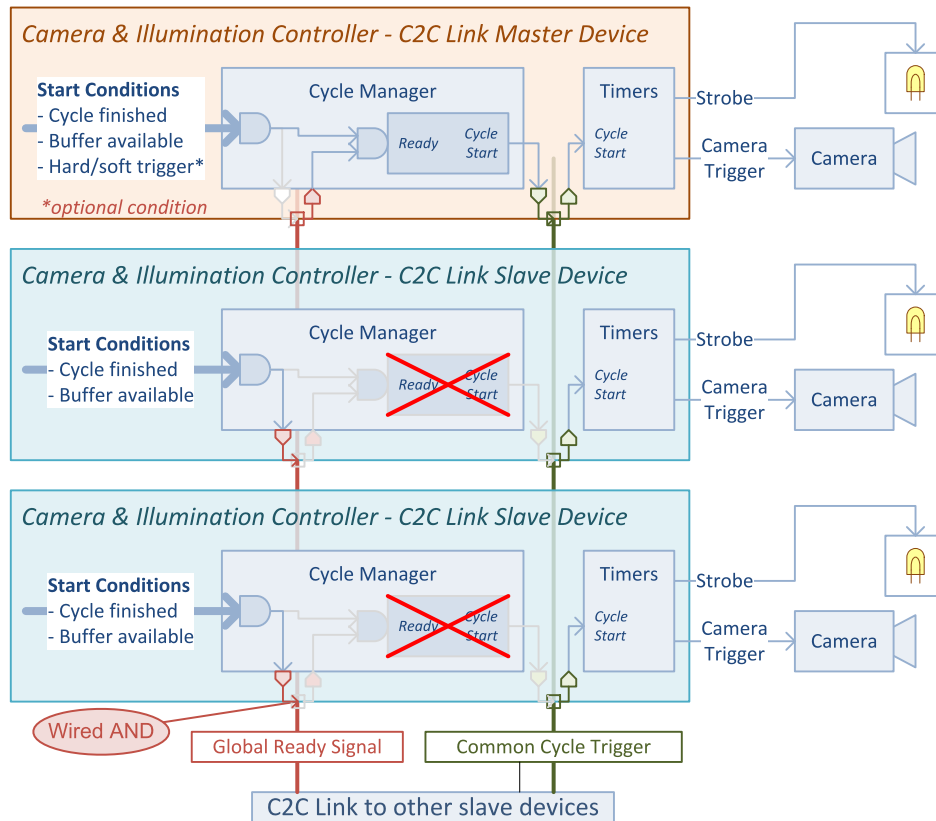 Camera & Illumination Controller - C2C Link Master Device
Start Conditions
- Cycle finished
- Buffer available
- Hard/soft trigger*
*optional condition
Cycle Manager
Ready
Cycle
Start
Timers
Cycle
Start
Strobe
Camera
Trigger
Camera
Camera & Illumination Controller - C2C Link Slave Device
Start Conditions
- Cycle finished
- Buffer available
Cycle Manager
Ready
Cycle
Start
Timers
Cycle
Start
Strobe
Camera
Trigger
Camera
Camera & Illumination Controller - C2C Link Slave Device
Start Conditions
- Cycle finished
- Buffer available
Cycle Manager
Ready
Cycle
Start
Timers
Cycle
Start
Strobe
Camera
Trigger
Camera
Wired AND
Global Ready Signal
Common Cycle Trigger
C2C Link to other slave devices